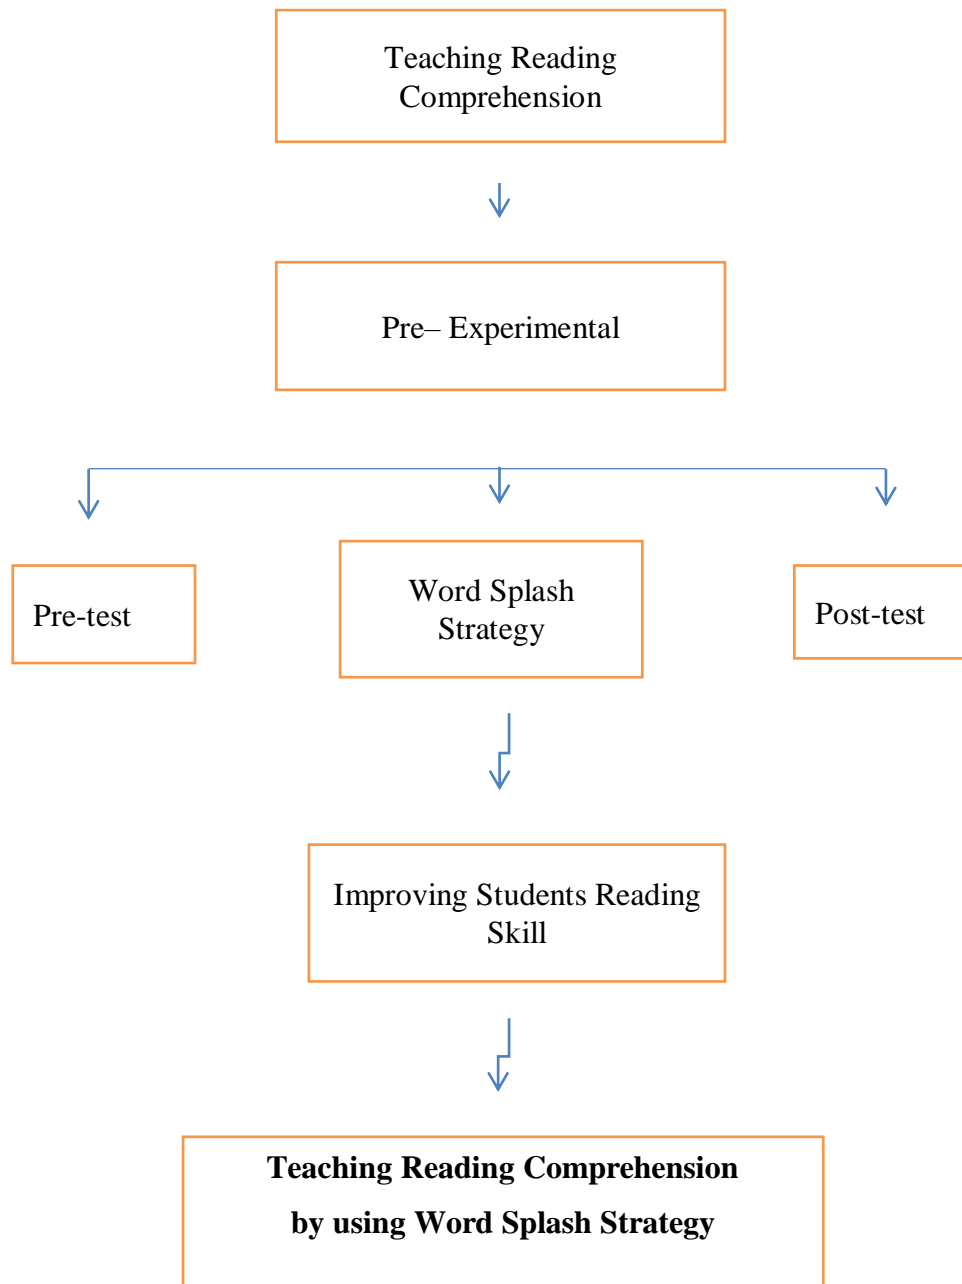 Teaching Reading
Comprehension
Pre– Experimental
Pre-test
Word Splash
Strategy
Post-test
Improving Students Reading
Skill
Teaching Reading Comprehension
by using Word Splash Strategy